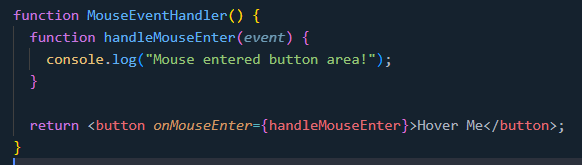 function MouseEventHandler() {
  function handleMouseEnter(event) {
    console.log("Mouse entered button area!");
  }

  return <button onMouseEnter={handleMouseEnter}>Hover Me</button>;
}